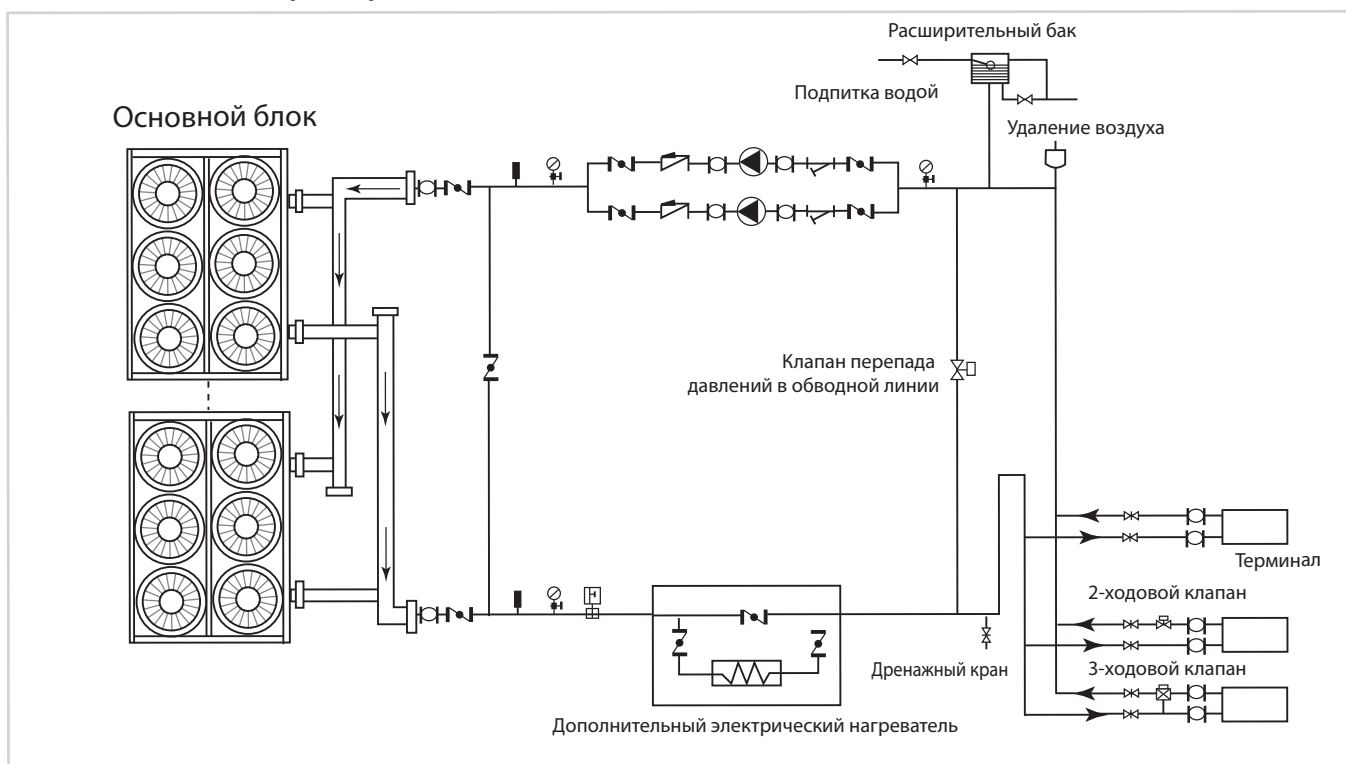 Расширительный бак
Подпитка водой
Удаление воздуха
Основной блок
Клапан перепада
давлений в обводной линии
Терминал
2-ходовой клапан
3-ходовой клапан
Дренажный кран
Дополнительный электрический нагреватель